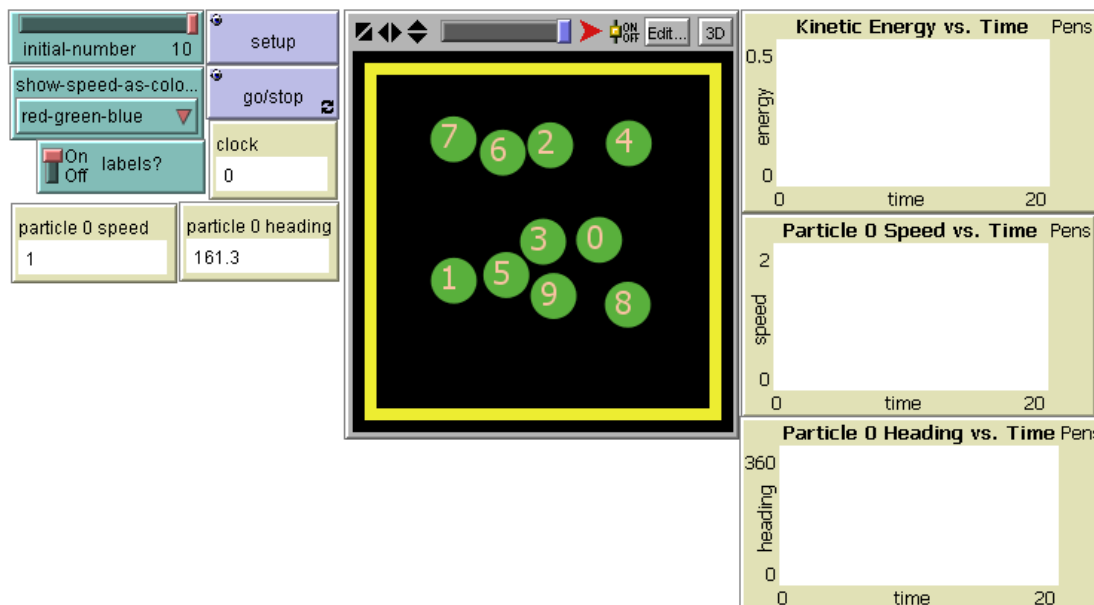 initial-number 10
setup
show-speed-as-colo...
red-green-blue
go/stop
On
Off
labels?
clock
0
particle 0 speed
1
particle 0 heading
161.3
ON
OFF
Edit...
3D
7
6
2
4
3
0
1
5
9
8
Kinetic Energy vs. Time Pens
0.5
energy
0
0 time 20
Particle 0 Speed vs. Time Pens
2
speed
0
0 time 20
Particle 0 Heading vs. Time Pens
360
heading
0
0 time 20